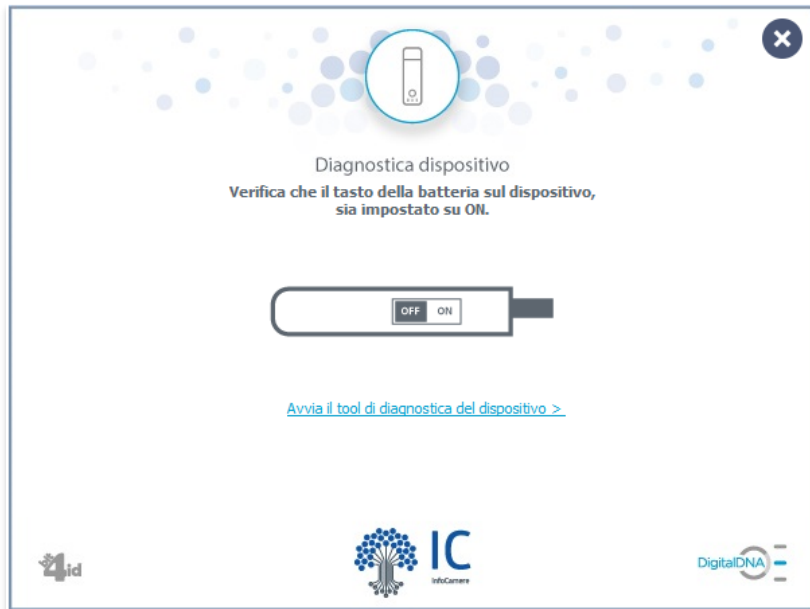 Diagnostica dispositivo
Verifica che il tasto della batteria sul dispositivo,
sia impostato su ON.
OFF ON
Avvia il tool di diagnostica del dispositivo >
4id
IC
InfoCamere
DigitalDNA